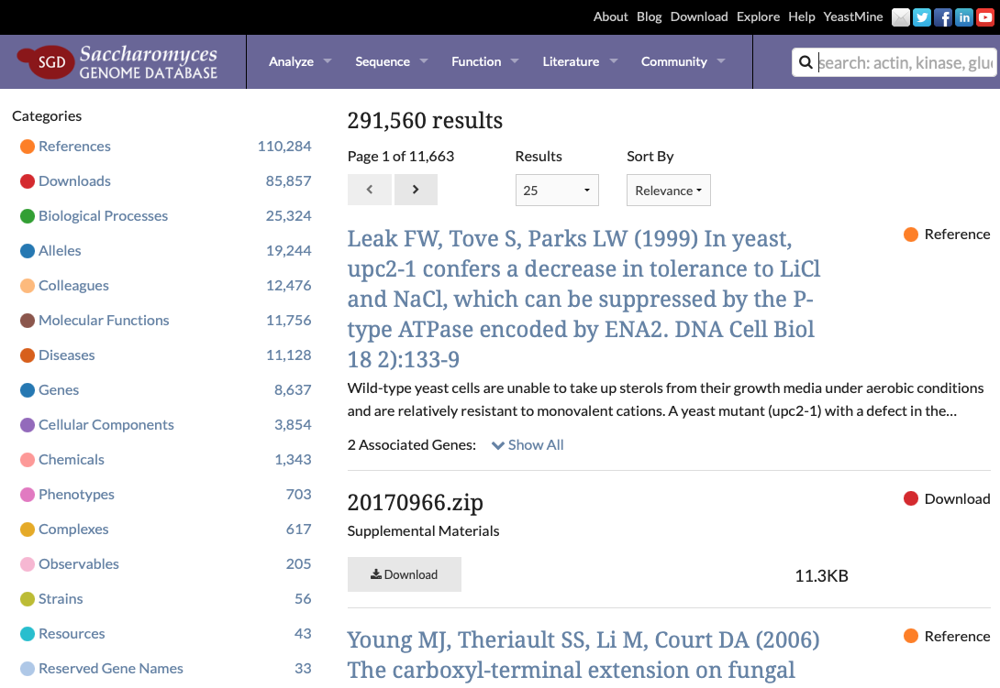 About Blog Download Explore Help YeastMine
SGD Saccharomyces
GENOME DATABASE
Analyze Sequence Function Literature Community
search: actin, kinase, glu
Categories
References 110,284
Downloads 85,857
Biological Processes 25,324
Alleles 19,244
Colleagues 12,476
Molecular Functions 11,756
Diseases 11,128
Genes 8,637
Cellular Components 3,854
Chemicals 1,343
Phenotypes 703
Complexes 617
Observables 205
Strains 56
Resources 43
Reserved Gene Names 33
291,560 results
Page 1 of 11,663
Results
25
Sort By
Relevance
Leak FW, Tove S, Parks LW (1999) In yeast,
upc2-1 confers a decrease in tolerance to LiCl
and NaCl, which can be suppressed by the P-
type ATPase encoded by ENA2. DNA Cell Biol
18 2):133-9
Reference
Wild-type yeast cells are unable to take up sterols from their growth media under aerobic conditions
and are relatively resistant to monovalent cations. A yeast mutant (upc2-1) with a defect in the...
2 Associated Genes: Show All
20170966.zip
Download
Supplemental Materials
Download
11.3KB
Young MJ, Theriault SS, Li M, Court DA (2006)
The carboxyl-terminal extension on fungal
Reference